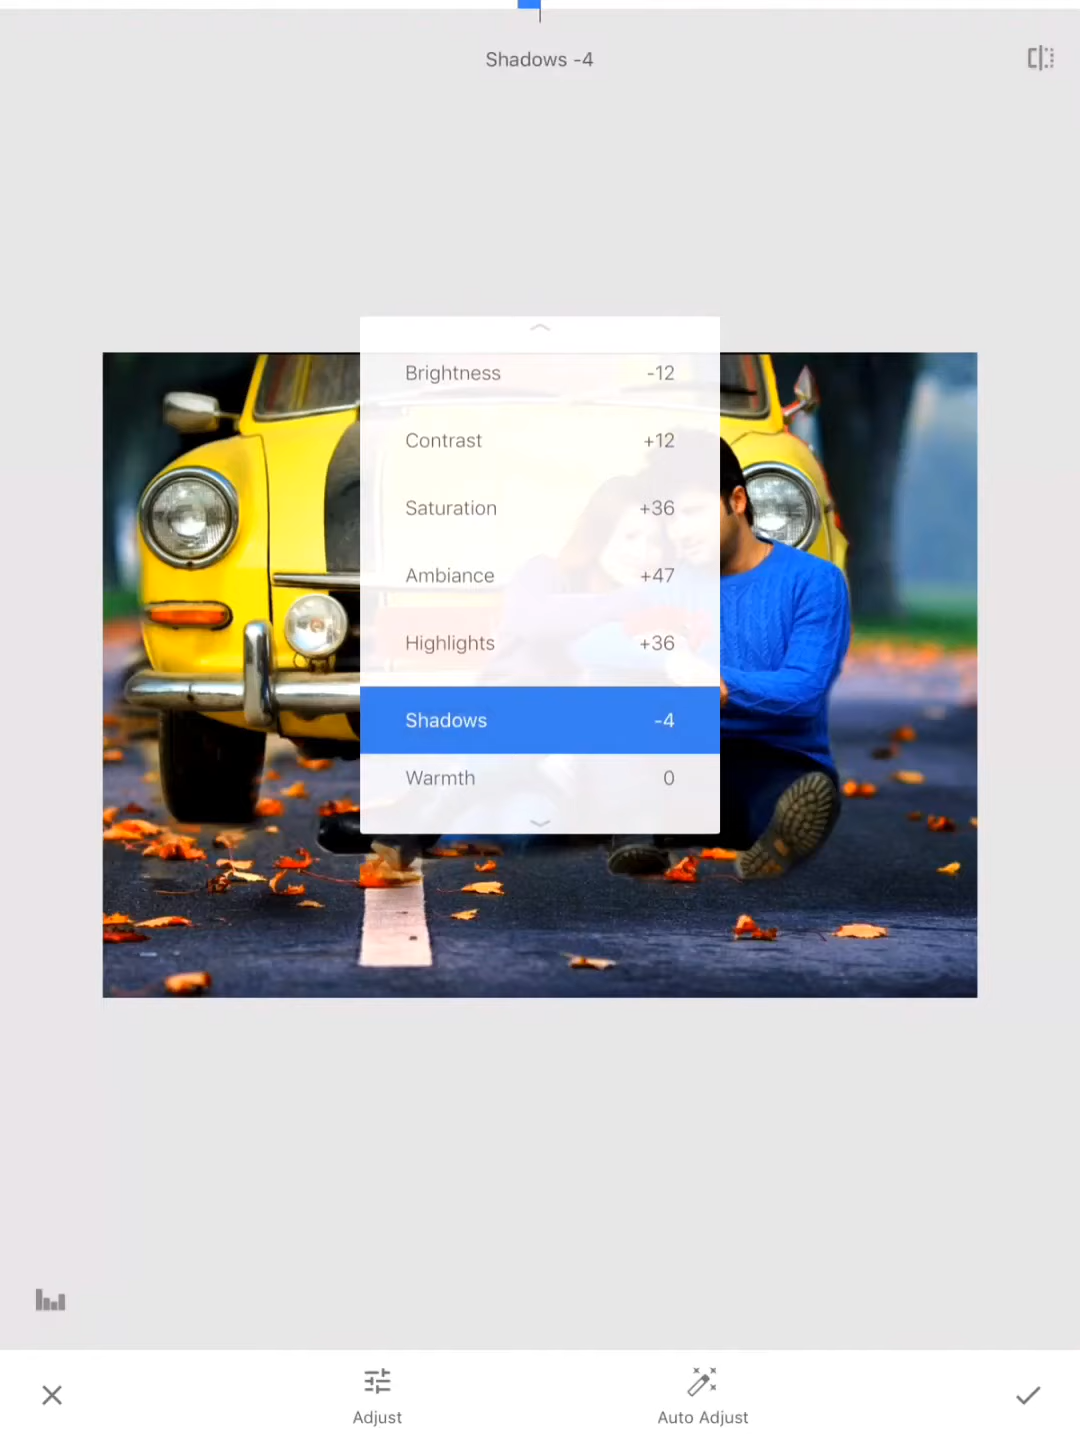 Shadows -4
Brightness -12
Contrast +12
Saturation +36
Ambiance +47
Highlights +36
Shadows -4
Warmth 0
Adjust Auto Adjust